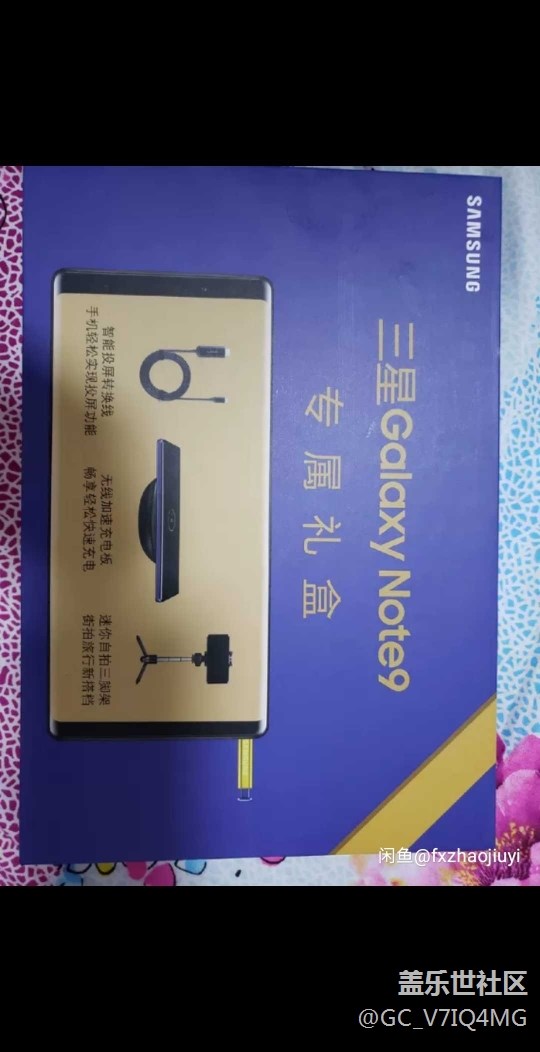 SAMSUNG
三星Galaxy Note9
专属礼盒
智能投屏转换线
手机轻松实现投屏功能
无线加速充电板
畅享轻松快速充电
迷你自拍三脚架
街拍旅行新搭档
闲鱼@fxzhaojiuyi
盖乐世社区
@GC_V7IQ4MG